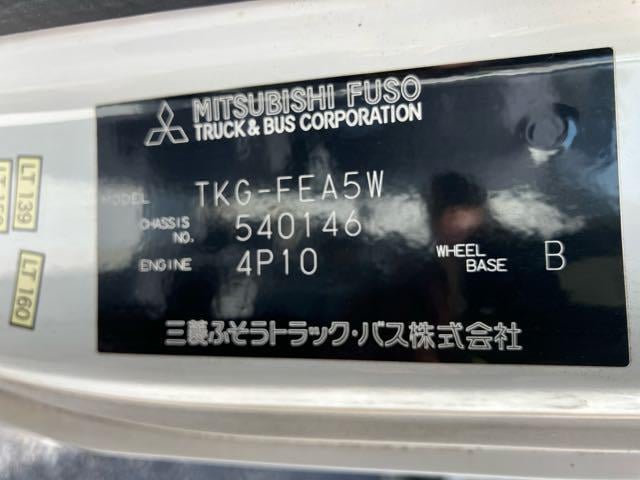 MITSUBISHI FUSO
TRUCK & BUS CORPORATION
MODEL TKG-FEA5W
CHASSIS NO. 540146
ENGINE 4P10
WHEEL BASE B
三菱ふそうトラック・バス株式会社
LT 139
LT 160